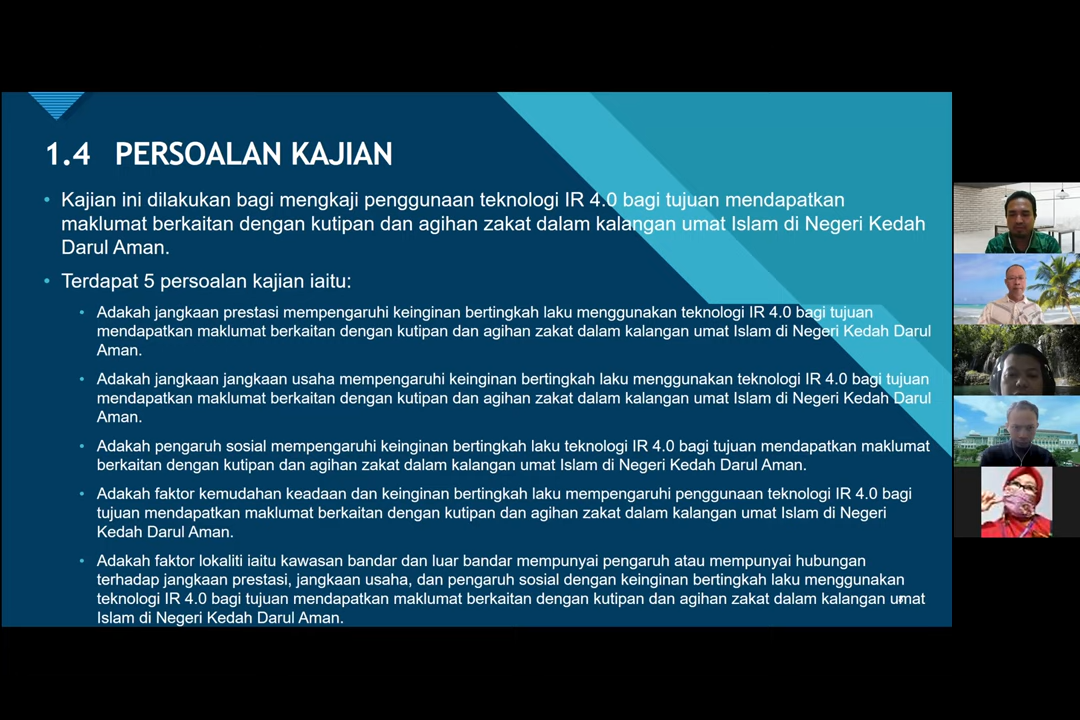 1.4 PERSOALAN KAJIAN
• Kajian ini dilakukan bagi mengkaji penggunaan teknologi IR 4.0 bagi tujuan mendapatkan
maklumat berkaitan dengan kutipan dan agihan zakat dalam kalangan umat Islam di Negeri Kedah
Darul Aman.
• Terdapat 5 persoalan kajian iaitu:
• Adakah jangkaan prestasi mempengaruhi keinginan bertingkah laku menggunakan teknologi IR 4.0 bagi tujuan
mendapatkan maklumat berkaitan dengan kutipan dan agihan zakat dalam kalangan umat Islam di Negeri Kedah Darul
Aman.
• Adakah jangkaan jangkaan usaha mempengaruhi keinginan bertingkah laku menggunakan teknologi IR 4.0 bagi tujuan
mendapatkan maklumat berkaitan dengan kutipan dan agihan zakat dalam kalangan umat Islam di Negeri Kedah Darul
Aman.
• Adakah pengaruh sosial mempengaruhi keinginan bertingkah laku teknologi IR 4.0 bagi tujuan mendapatkan maklumat
berkaitan dengan kutipan dan agihan zakat dalam kalangan umat Islam di Negeri Kedah Darul Aman.
• Adakah faktor kemudahan keadaan dan keinginan bertingkah laku mempengaruhi penggunaan teknologi IR 4.0 bagi
tujuan mendapatkan maklumat berkaitan dengan kutipan dan agihan zakat dalam kalangan umat Islam di Negeri
Kedah Darul Aman.
• Adakah faktor lokaliti iaitu kawasan bandar dan luar bandar mempunyai pengaruh atau mempunyai hubungan
terhadap jangkaan prestasi, jangkaan usaha, dan pengaruh sosial dengan keinginan bertingkah laku menggunakan
teknologi IR 4.0 bagi tujuan mendapatkan maklumat berkaitan dengan kutipan dan agihan zakat dalam kalangan umat
Islam di Negeri Kedah Darul Aman.